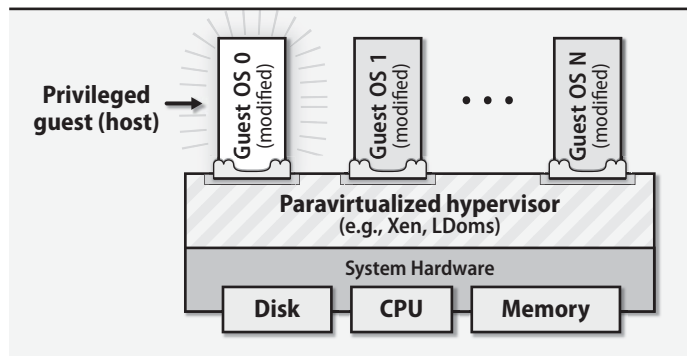 Privileged
guest (host)
Guest OS 0
(modified)
Guest OS 1
(modified)
• • •
Guest OS N
(modified)
Paravirtualized hypervisor
(e.g., Xen, LDoms)
System Hardware
Disk
CPU
Memory